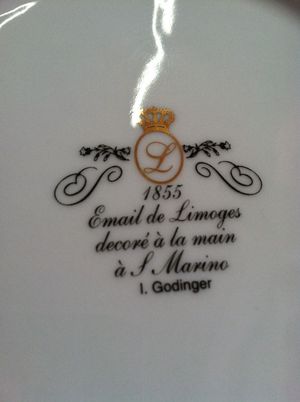 L
1855
Email de Limoges
decoré à la main
à S Marino
I. Godinger